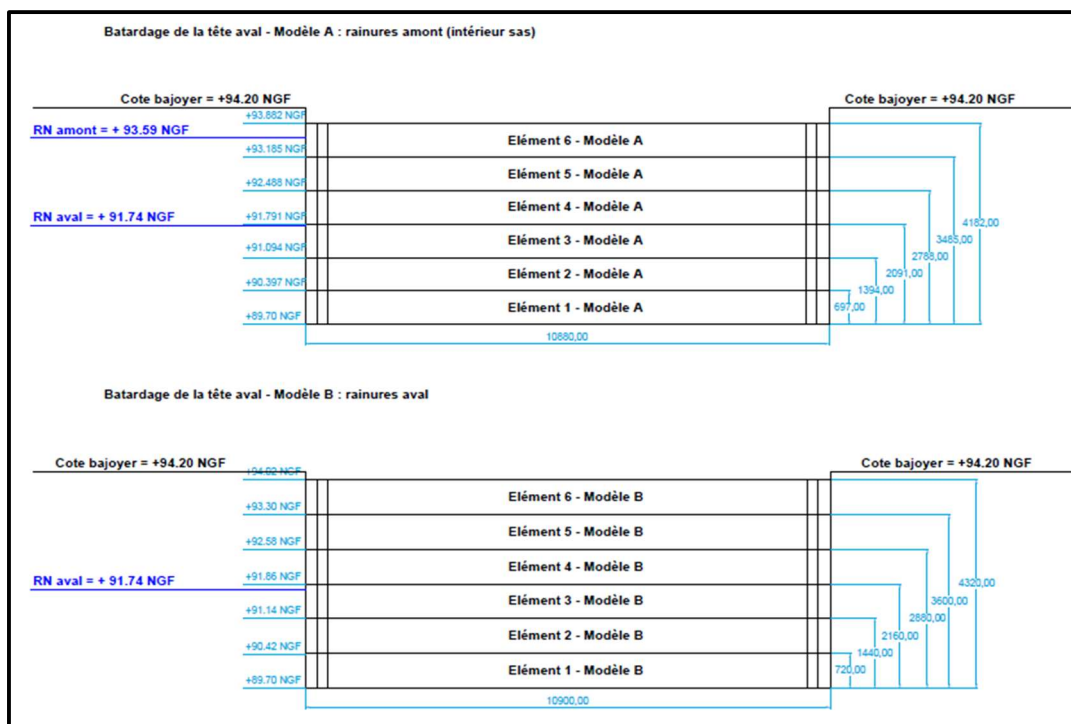 Batardage de la tête aval - Modèle A : rainures amont (intérieur sas)
Cote bajoyer = +94.20 NGF
Cote bajoyer = +94.20 NGF
+93.882 NGF
RN amont = + 93.59 NGF
Elément 6 - Modèle A
+93.185 NGF
Elément 5 - Modèle A
+92.488 NGF
Elément 4 - Modèle A
RN aval = + 91.74 NGF
+91.791 NGF
4182,00
3485,00
Elément 3 - Modèle A
+91.094 NGF
2788,00
2091,00
Elément 2 - Modèle A
+90.397 NGF
1394,00
Elément 1 - Modèle A
697,00
+89.70 NGF
10880,00
Batardage de la tête aval - Modèle B : rainures aval
Cote bajoyer = +94.20 NGF
Cote bajoyer = +94.20 NGF
+94.02 NGF
Elément 6 - Modèle B
+93.30 NGF
Elément 5 - Modèle B
+92.58 NGF
Elément 4 - Modèle B
RN aval = + 91.74 NGF
+91.86 NGF
4320,00
3600,00
Elément 3 - Modèle B
+91.14 NGF
2880,00
2160,00
Elément 2 - Modèle B
+90.42 NGF
1440,00
Elément 1 - Modèle B
720,00
+89.70 NGF
10900,00